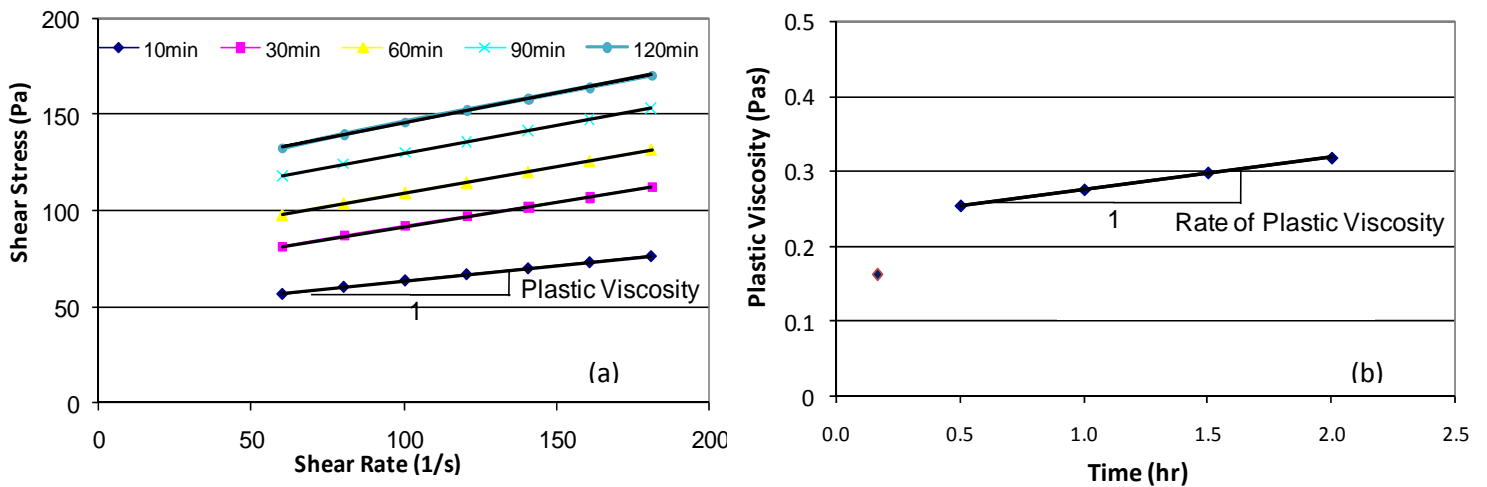 200
150
100
50
0
Shear Stress (Pa)
10min 30min 60min 90min 120min
Plastic Viscosity
1
(a)
0 50 100 150 200
Shear Rate (1/s)
0.5
0.4
0.3
0.2
0.1
0
Plastic Viscosity (Pas)
1
Rate of Plastic Viscosity
(b)
0.0 0.5 1.0 1.5 2.0 2.5
Time (hr)